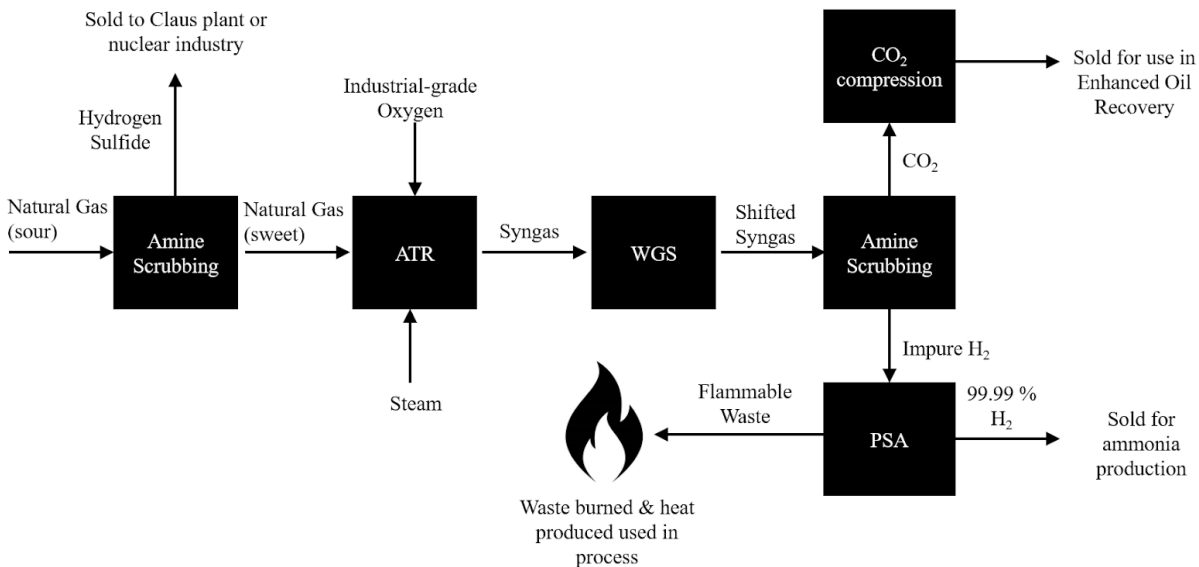 Sold to Claus plant or
nuclear industry
Hydrogen
Sulfide
Industrial-grade
Oxygen
CO₂
compression
Sold for use in
Enhanced Oil
Recovery
CO₂
Natural Gas
(sour)
Amine
Scrubbing
Natural Gas
(sweet)
ATR
Syngas
WGS
Shifted
Syngas
Amine
Scrubbing
Steam
Impure H₂
Flammable
Waste
PSA
99.99 %
H₂
Sold for
ammonia
production
Waste burned & heat
produced used in
process